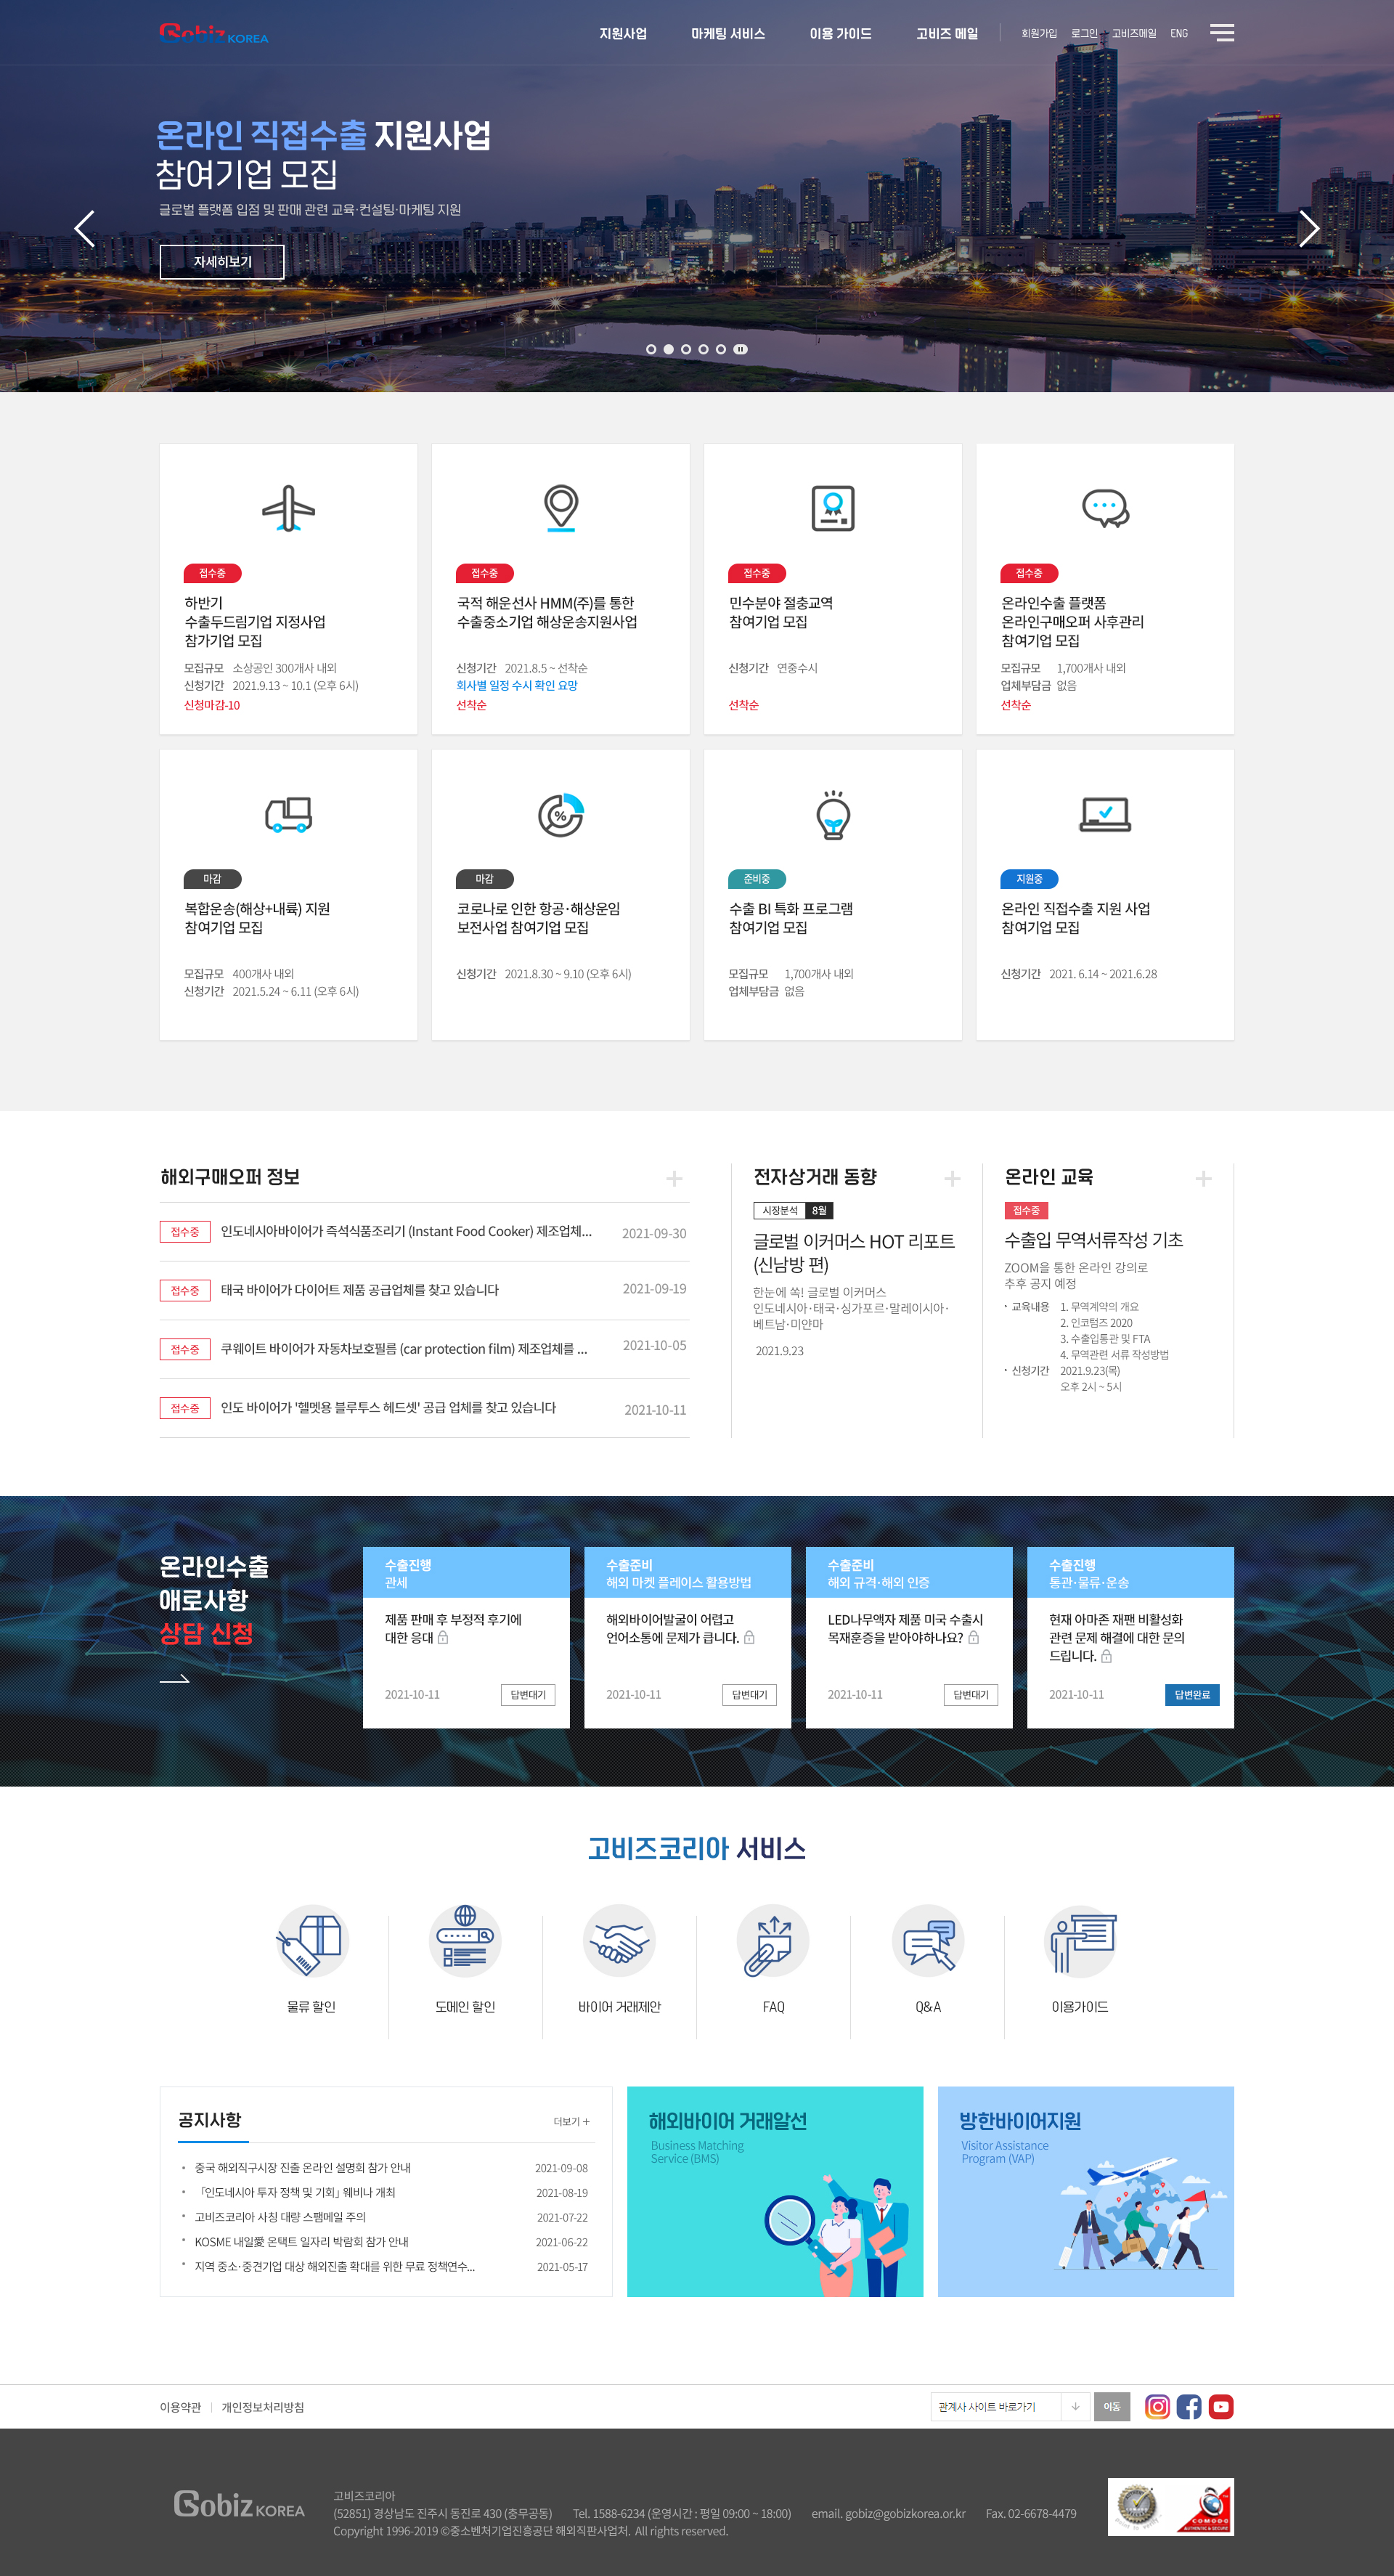 Gobiz KOREA
지원사업 마케팅 서비스 이용 가이드 고비즈 메일 회원가입 로그인 고비즈메일 ENG
온라인 직접수출 지원사업
참여기업 모집
글로벌 플랫폼 입점 및 판매 관련 교육·컨설팅·마케팅 지원
자세히보기
접수중
하반기
수출두드림기업 지정사업
참가기업 모집
모집규모 소상공인 300개사 내외
신청기간 2021.9.13 ~ 10.1 (오후 6시)
신청마감-10
접수중
국적 해운선사 HMM(주)를 통한
수출중소기업 해상운송지원사업
신청기간 2021.8.5 ~ 선착순
회사별 일정 수시 확인 요망
선착순
접수중
민수분야 절충교역
참여기업 모집
신청기간 연중수시
선착순
접수중
온라인수출 플랫폼
온라인구매오퍼 사후관리
참여기업 모집
모집규모 1,700개사 내외
업체부담금 없음
선착순
마감
복합운송(해상+내륙) 지원
참여기업 모집
모집규모 400개사 내외
신청기간 2021.5.24 ~ 6.11 (오후 6시)
마감
코로나로 인한 항공·해상운임
보전사업 참여기업 모집
신청기간 2021.8.30 ~ 9.10 (오후 6시)
준비중
수출 BI 특화 프로그램
참여기업 모집
모집규모 1,700개사 내외
업체부담금 없음
지원중
온라인 직접수출 지원 사업
참여기업 모집
신청기간 2021. 6.14 ~ 2021.6.28
해외구매오퍼 정보
접수중 인도네시아바이어가 즉석식품조리기 (Instant Food Cooker) 제조업체... 2021-09-30
접수중 태국 바이어가 다이어트 제품 공급업체를 찾고 있습니다 2021-09-19
접수중 쿠웨이트 바이어가 자동차보호필름 (car protection film) 제조업체를 ... 2021-10-05
접수중 인도 바이어가 '헬멧용 블루투스 헤드셋' 공급 업체를 찾고 있습니다 2021-10-11
전자상거래 동향
시장분석 8월
글로벌 이커머스 HOT 리포트
(신남방 편)
한눈에 쏙! 글로벌 이커머스
인도네시아·태국·싱가포르·말레이시아·
베트남·미얀마
2021.9.23
온라인 교육
접수중
수출입 무역서류작성 기초
ZOOM을 통한 온라인 강의로
추후 공지 예정
· 교육내용 1. 무역계약의 개요
2. 인코텀즈 2020
3. 수출입통관 및 FTA
4. 무역관련 서류 작성방법
· 신청기간 2021.9.23(목)
오후 2시 ~ 5시
온라인수출
애로사항
상담 신청
수출진행
관세
제품 판매 후 부정적 후기에
대한 응대
2021-10-11 답변대기
수출준비
해외 마켓 플레이스 활용방법
해외바이어발굴이 어렵고
언어소통에 문제가 큽니다.
2021-10-11 답변대기
수출준비
해외 규격·해외 인증
LED나무액자 제품 미국 수출시
목재훈증을 받아야하나요?
2021-10-11 답변대기
수출진행
통관·물류·운송
현재 아마존 재팬 비활성화
관련 문제 해결에 대한 문의
드립니다.
2021-10-11 답변완료
고비즈코리아 서비스
물류 할인
도메인 할인
바이어 거래제안
FAQ
Q&A
이용가이드
공지사항 더보기 +
중국 해외직구시장 진출 온라인 설명회 참가 안내 2021-09-08
「인도네시아 투자 정책 및 기회」 웨비나 개최 2021-08-19
고비즈코리아 사칭 대량 스팸메일 주의 2021-07-22
KOSME 내일愛 온택트 일자리 박람회 참가 안내 2021-06-22
지역 중소·중견기업 대상 해외진출 확대를 위한 무료 정책연수... 2021-05-17
해외바이어 거래알선
Business Matching
Service (BMS)
방한바이어지원
Visitor Assistance
Program (VAP)
이용약관 개인정보처리방침
관계사 사이트 바로가기 이동
Gobiz KOREA
고비즈코리아
(52851) 경상남도 진주시 동진로 430 (충무공동) Tel. 1588-6234 (운영시간 : 평일 09:00 ~ 18:00) email. gobiz@gobizkorea.or.kr Fax. 02-6678-4479
Copyright 1996-2019 ©중소벤처기업진흥공단 해외직판사업처. All rights reserved.
COMODO
AUTHENTIC & SECURE